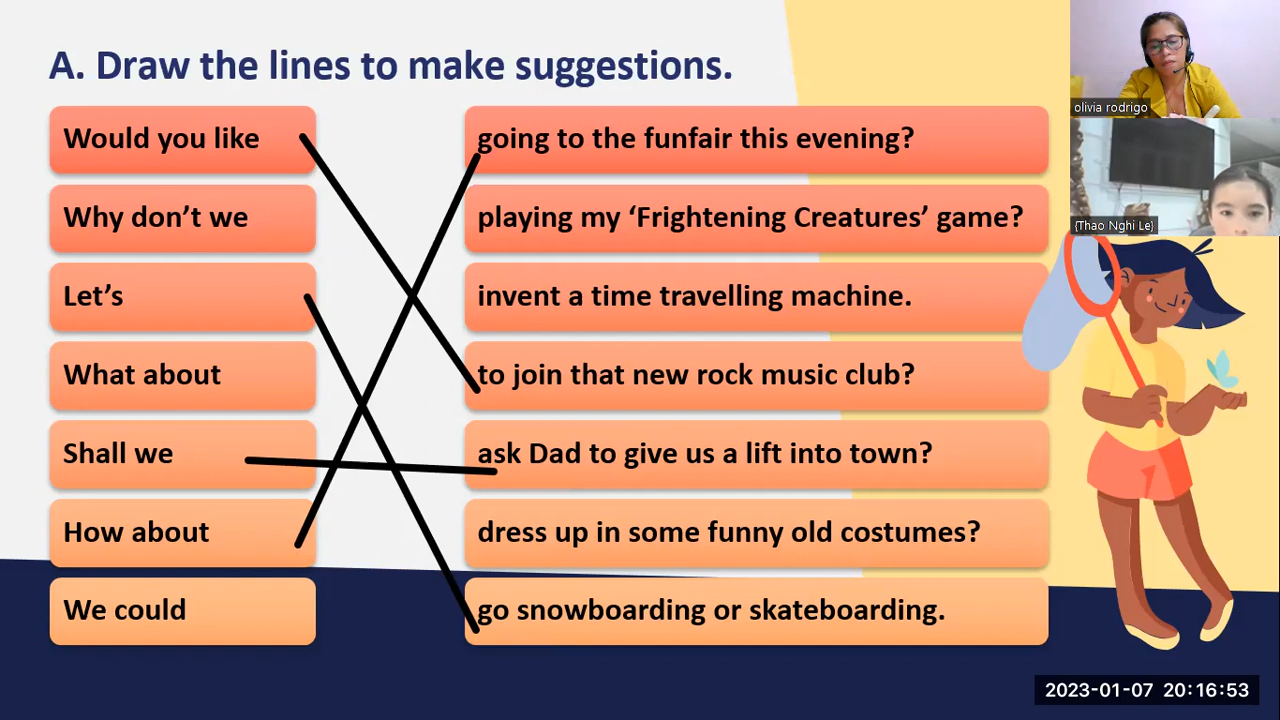 A. Draw the lines to make suggestions.
Would you like
going to the funfair this evening?
Why don’t we
playing my ‘Frightening Creatures’ game?
Let’s
invent a time travelling machine.
What about
to join that new rock music club?
Shall we
ask Dad to give us a lift into town?
How about
dress up in some funny old costumes?
We could
go snowboarding or skateboarding.
olivia rodrigo
(Thao Nghi Le)
2023-01-07 20:16:53